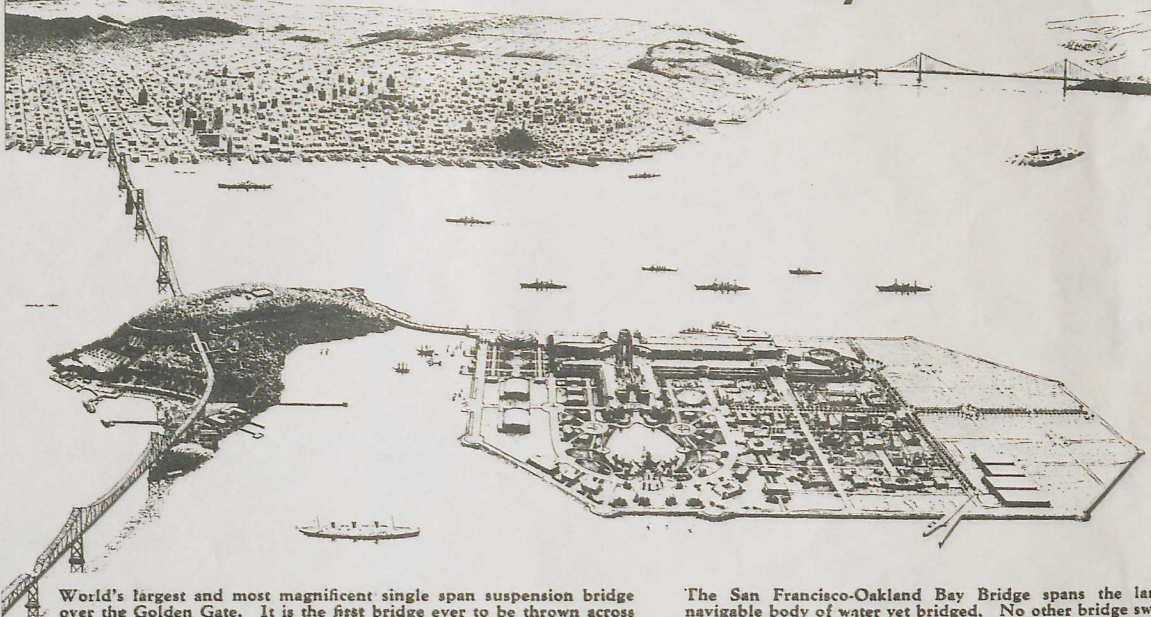 World's largest and most magnificent single span suspension bridge
over the Golden Gate. It is the first bridge ever to be thrown across
The San Francisco-Oakland Bay Bridge spans the
navigable body of water yet bridged. No other bridge